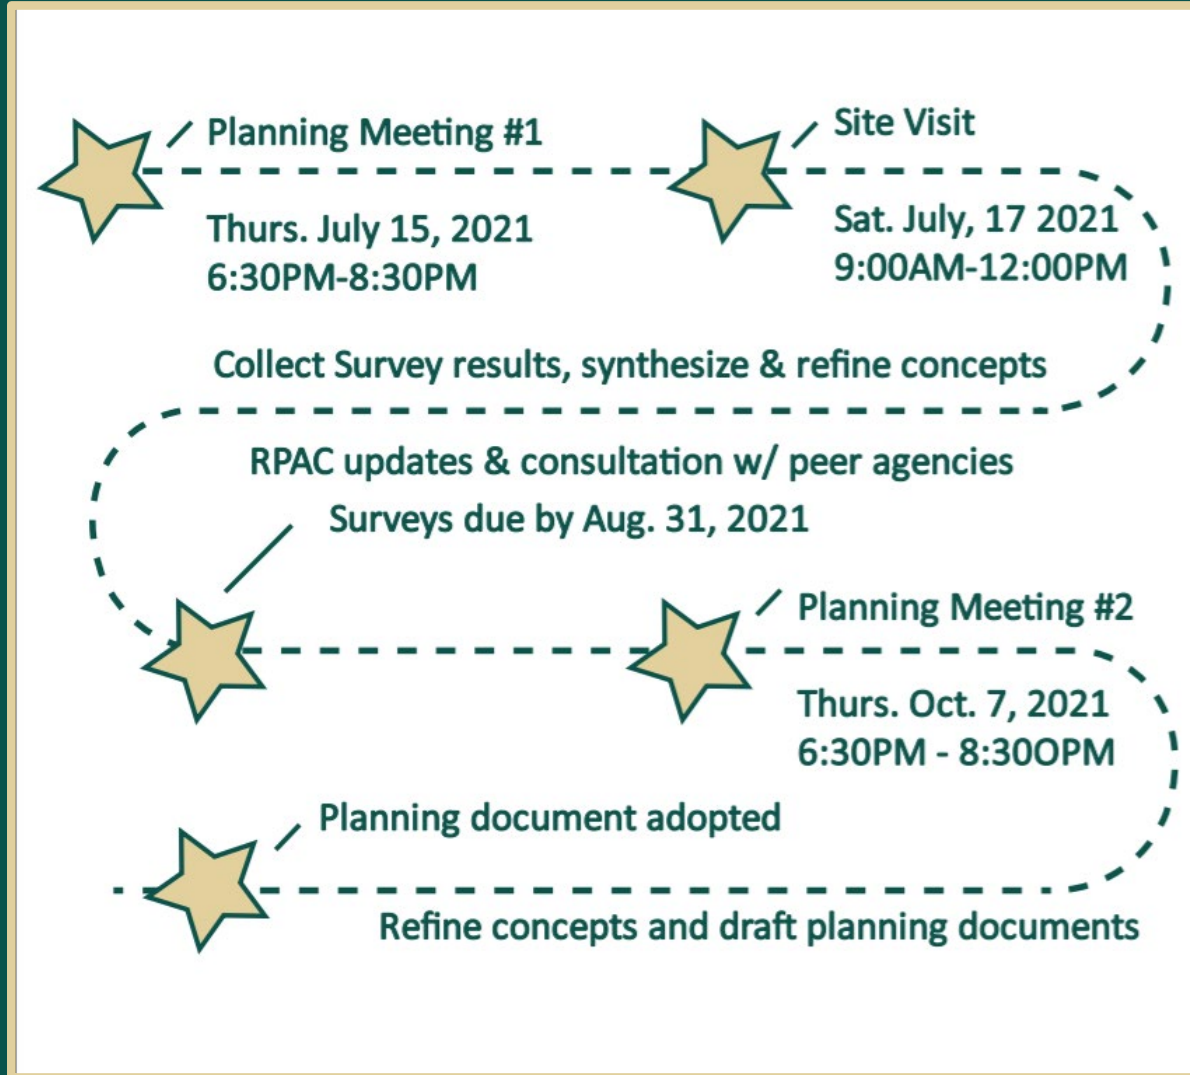 Planning Meeting #1
Thurs. July 15, 2021
6:30PM-8:30PM
Site Visit
Sat. July, 17 2021
9:00AM-12:00PM
Collect Survey results, synthesize & refine concepts
RPAC updates & consultation w/ peer agencies
Surveys due by Aug. 31, 2021
Planning Meeting #2
Thurs. Oct. 7, 2021
6:30PM - 8:30OPM
Planning document adopted
Refine concepts and draft planning documents